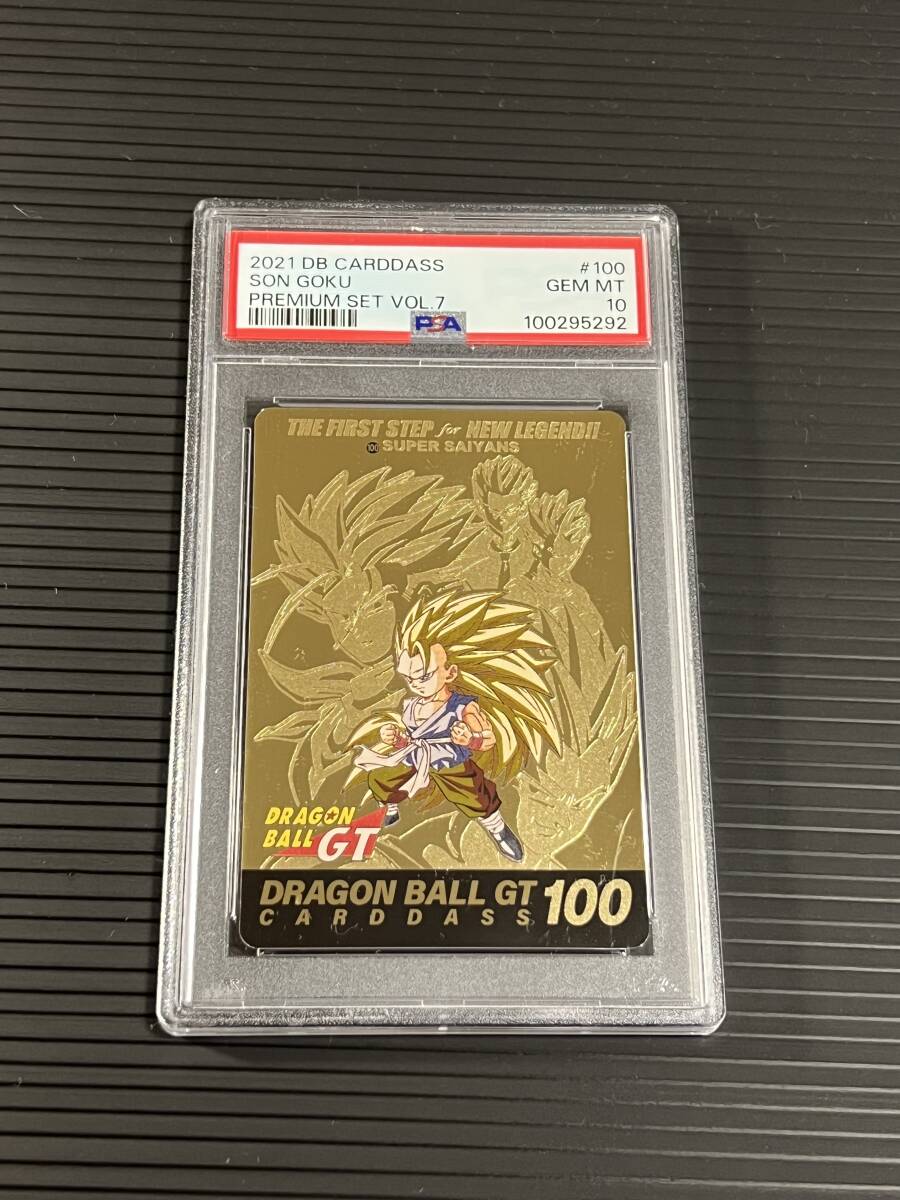 2021 DB CARDDASS #100
SON GOKU GEM MT
PREMIUM SET VOL.7 10
PSA 100295292
THE FIRST STEP for NEW LEGEND!!
100 SUPER SAIYANS
DRAGON
BALL GT
DRAGON BALL GT 100
CARDDASS